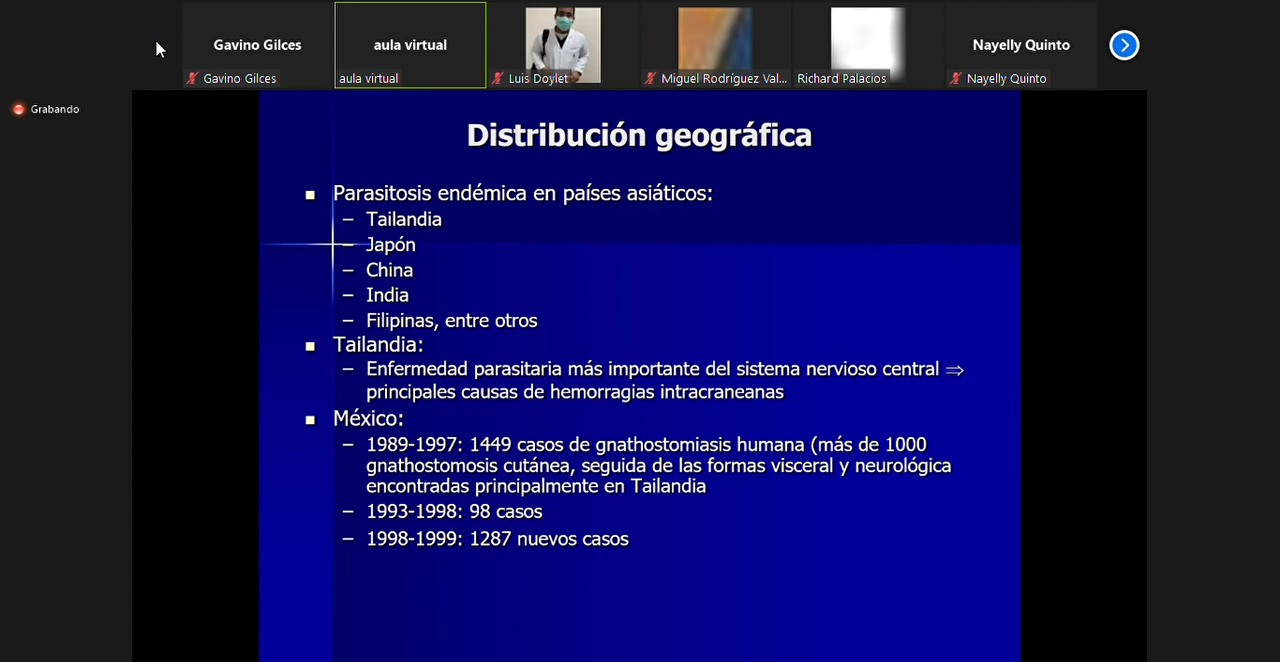 Gavino Gilces
aula virtual
Nayelly Quinto
Gavino Gilces
aula virtual
Luis Doylet
Miguel Rodríguez Val...
Richard Palacios
Nayelly Quinto
Grabando
Distribución geográfica
Parasitosis endémica en países asiáticos:
– Tailandia
– Japón
– China
– India
– Filipinas, entre otros
Tailandia:
– Enfermedad parasitaria más importante del sistema nervioso central ⇒
principales causas de hemorragias intracraneanas
México:
– 1989-1997: 1449 casos de gnathostomiasis humana (más de 1000
gnathostomosis cutánea, seguida de las formas visceral y neurológica
encontradas principalmente en Tailandia
– 1993-1998: 98 casos
– 1998-1999: 1287 nuevos casos